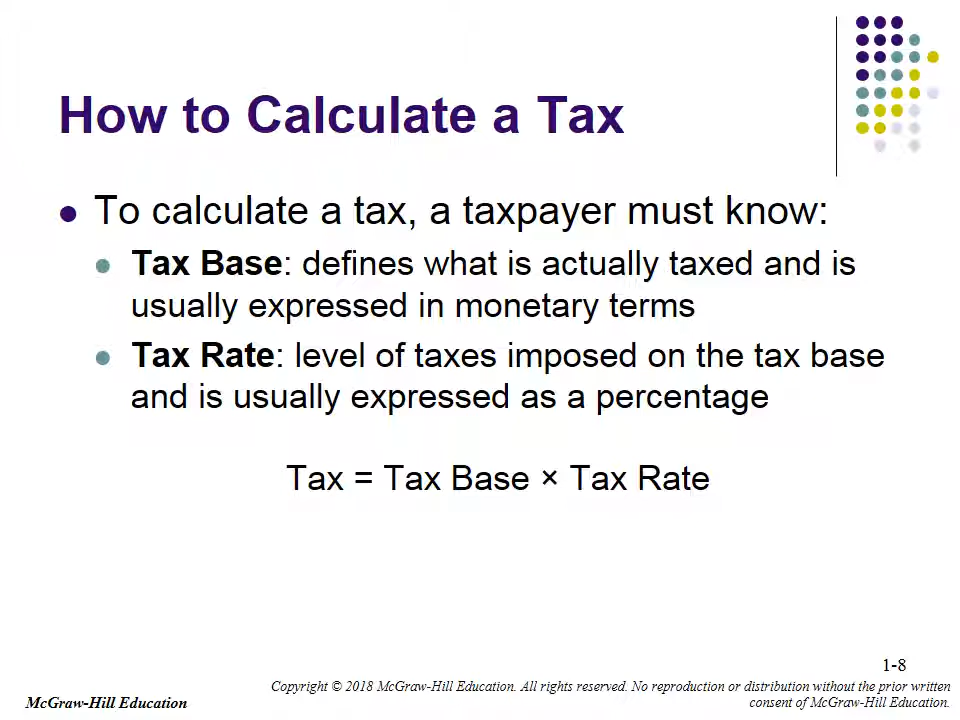 How to Calculate a Tax
To calculate a tax, a taxpayer must know:
Tax Base: defines what is actually taxed and is
usually expressed in monetary terms
Tax Rate: level of taxes imposed on the tax base
and is usually expressed as a percentage
Tax = Tax Base × Tax Rate
1-8
McGraw-Hill Education
Copyright © 2018 McGraw-Hill Education. All rights reserved. No reproduction or distribution without the prior written
consent of McGraw-Hill Education.